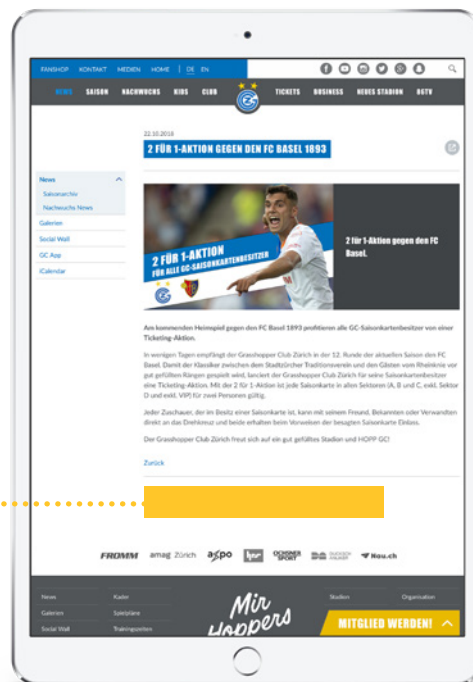 FANSHOP KONTAKT MEDIEN HOME | DE EN
NEWS SAISON NACHWUCHS KIDS CLUB TICKETS BUSINESS NEUES STADION OSTV
22.10.2018
2 FÜR 1-AKTION GEGEN DEN FC BASEL 1893
News
Saisonarchiv
Nachwuchs News
Galerien
Social Wall
GC App
iCalendar
2 FÜR 1-AKTION
FÜR ALLE GC-SAISONKARTENBESITZER
2 für 1-Aktion gegen den FC
Basel.
Am kommenden Heimspiel gegen den FC Basel 1893 profitieren alle GC-Saisonkartenbesitzer von einer
Ticketing-Aktion.
In wenigen Tagen empfängt der Grasshopper Club Zürich in der 12. Runde der aktuellen Saison den FC
Basel. Damit der Klassiker zwischen dem Stadtzürcher Traditionsverein und den Gästen vom Rheinknie vor
gut gefüllten Rängen gespielt wird, lanciert der Grasshopper Club Zürich für seine Saisonkartenbesitzer
eine Ticketing-Aktion. Mit der 2 für 1-Aktion ist jede Saisonkarte in allen Sektoren (A, B und C, exkl. Sektor
D und exkl. VIP) für zwei Personen gültig.
Jeder Zuschauer, der im Besitz einer Saisonkarte ist, kann mit seinem Freund, Bekannten oder Verwandten
direkt an das Drehkreuz und beide erhalten beim Vorweisen der besagten Saisonkarte Einlass.
Der Grasshopper Club Zürich freut sich auf ein gut gefülltes Stadion und HOPP GC!
Zurück
FROMM amag Zürich axpo hpr OCHSNER SPORT Nau.ch
News Kader Stadion Organisation
Galerien Spielpläne
Social Wall Trainingszeiten
Mir
Hoppers
MITGLIED WERDEN!